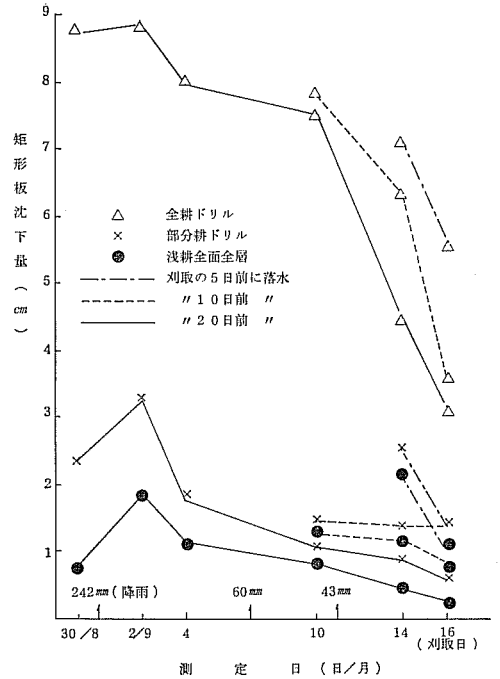 9
8
7
6
5
4
3
2
1
矩形板沈下量(cm)
全耕ドリル
部分耕ドリル
浅耕全面全層
刈取の5日前に落水
〃10日前 〃
〃20日前 〃
242mm(降雨) 60mm 43mm
30/8 2/9 4 10 14 16
(刈取日)
測定日(日/月)